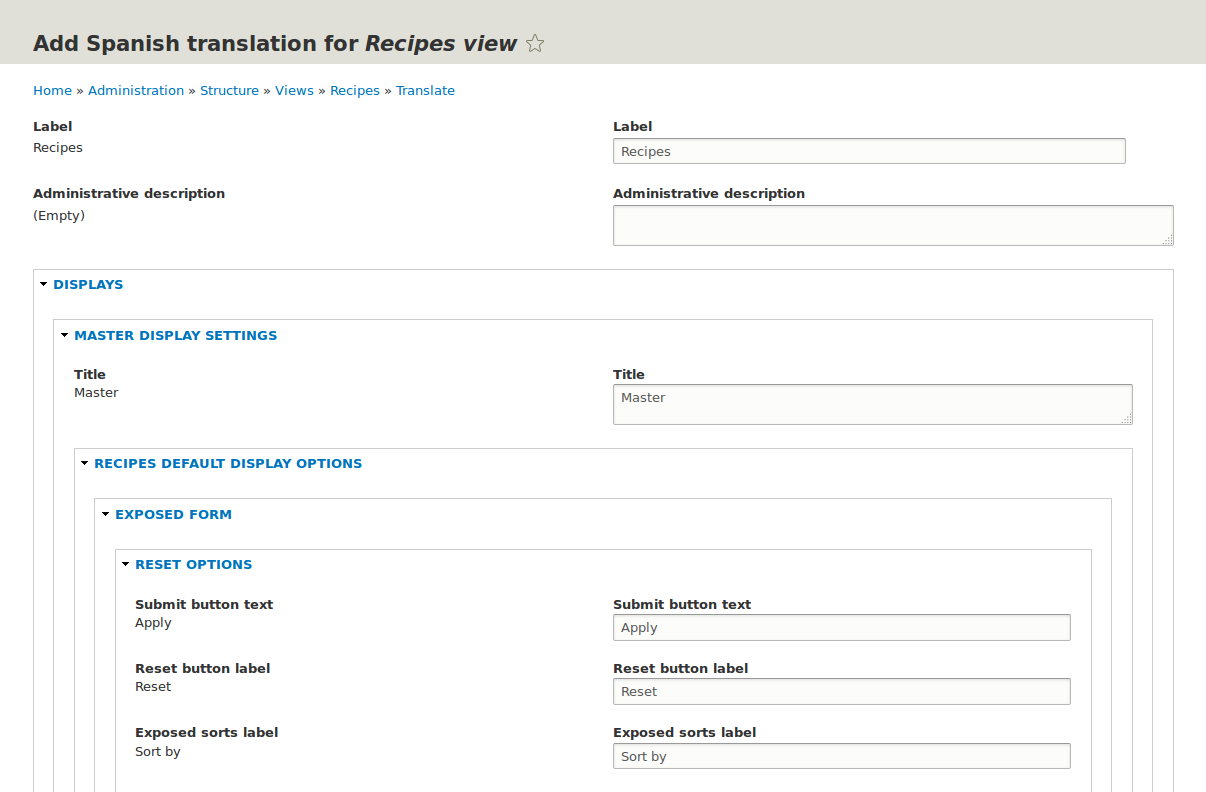 Add Spanish translation for Recipes view
Home » Administration » Structure » Views » Recipes » Translate
Label
Recipes
Label
Recipes
Administrative description
(Empty)
Administrative description
DISPLAYS
MASTER DISPLAY SETTINGS
Title
Master
Title
Master
RECIPES DEFAULT DISPLAY OPTIONS
EXPOSED FORM
RESET OPTIONS
Submit button text
Apply
Submit button text
Apply
Reset button label
Reset
Reset button label
Reset
Exposed sorts label
Sort by
Exposed sorts label
Sort by